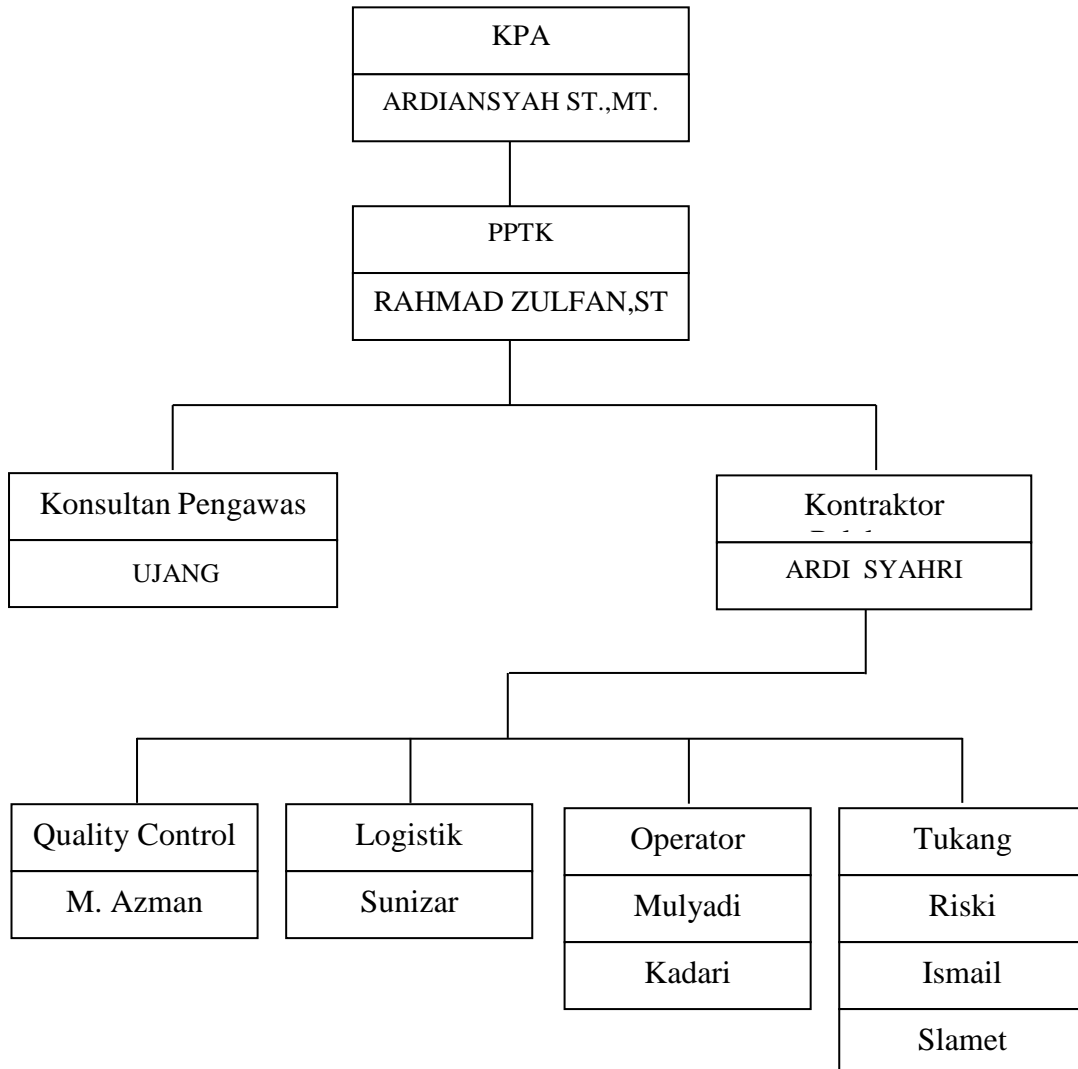 KPA
ARDIANSYAH ST.,MT.
PPTK
RAHMAD ZULFAN,ST
Konsultan Pengawas
UJANG
Kontraktor
ARDI SYAHRI
Quality Control
M. Azman
Logistik
Sunizar
Operator
Mulyadi
Kadari
Tukang
Riski
Ismail
Slamet